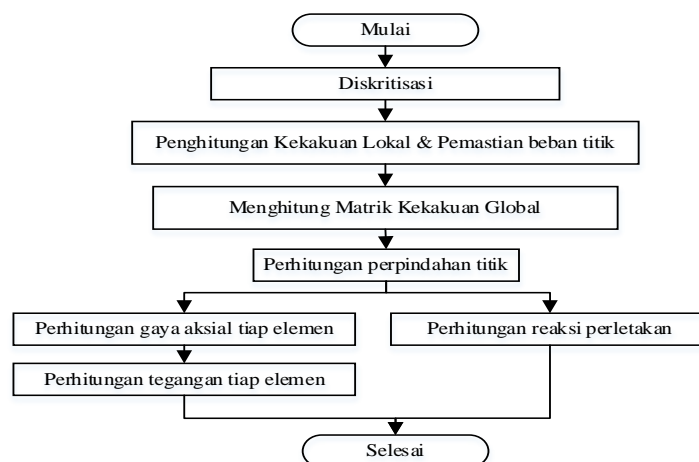 Mulai
Diskritisasi
Penghitungan Kekakuan Lokal & Pemastian beban titik
Menghitung Matrik Kekakuan Global
Perhitungan perpindahan titik
Perhitungan gaya aksial tiap elemen
Perhitungan reaksi perletakan
Perhitungan tegangan tiap elemen
Selesai